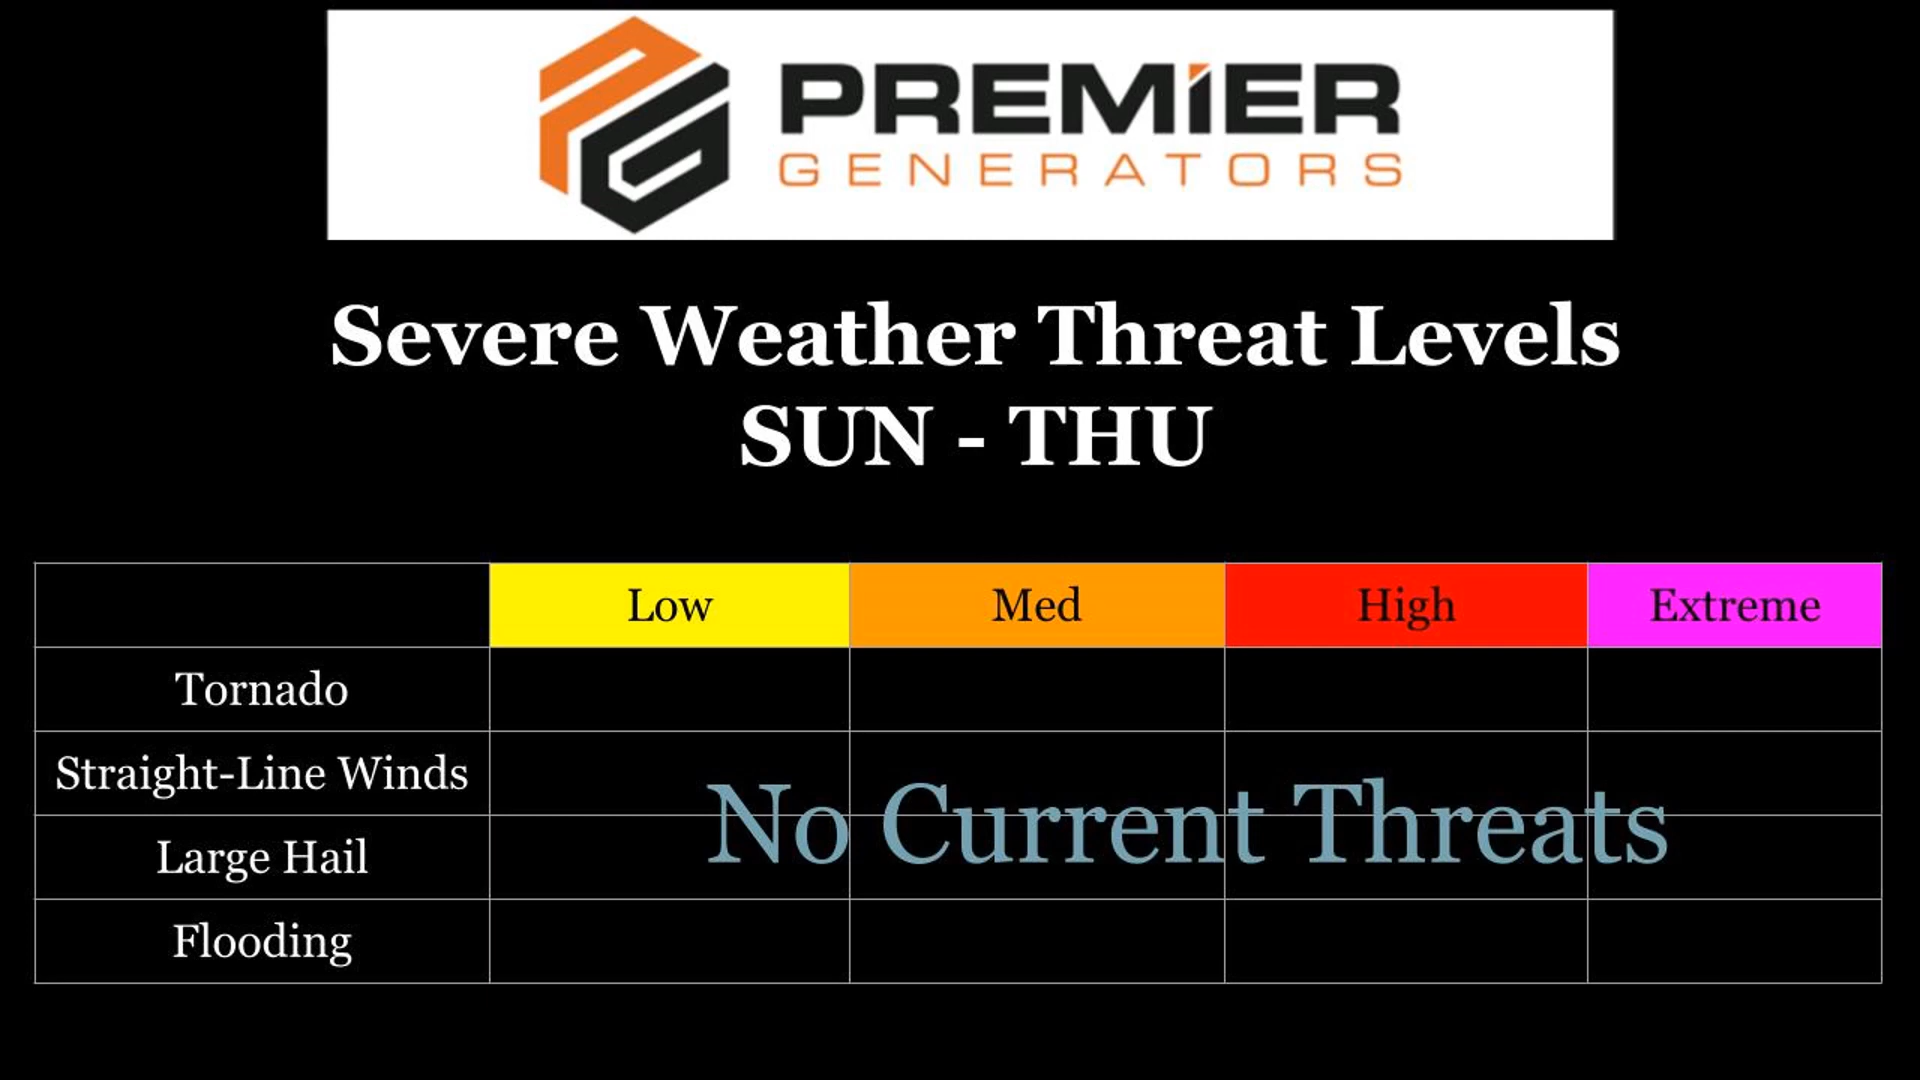 PREMIER
GENERATORS
Severe Weather Threat Levels
SUN - THU
Low Med High Extreme
Tornado
Straight-Line Winds
No Current Threats
Large Hail
Flooding